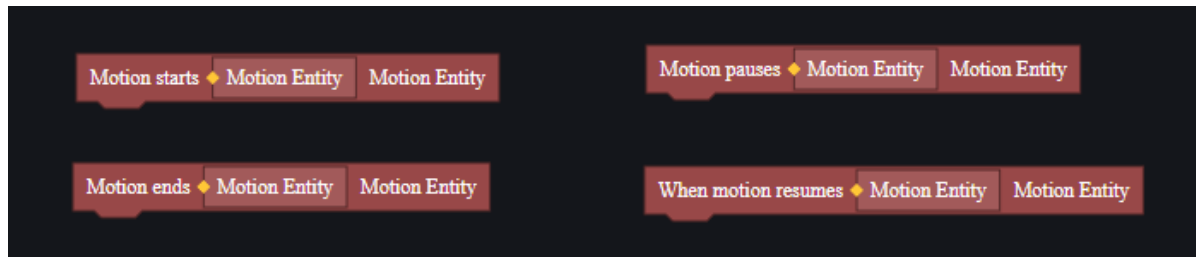 Motion starts Motion Entity Motion Entity
Motion pauses Motion Entity Motion Entity
Motion ends Motion Entity Motion Entity
When motion resumes Motion Entity Motion Entity